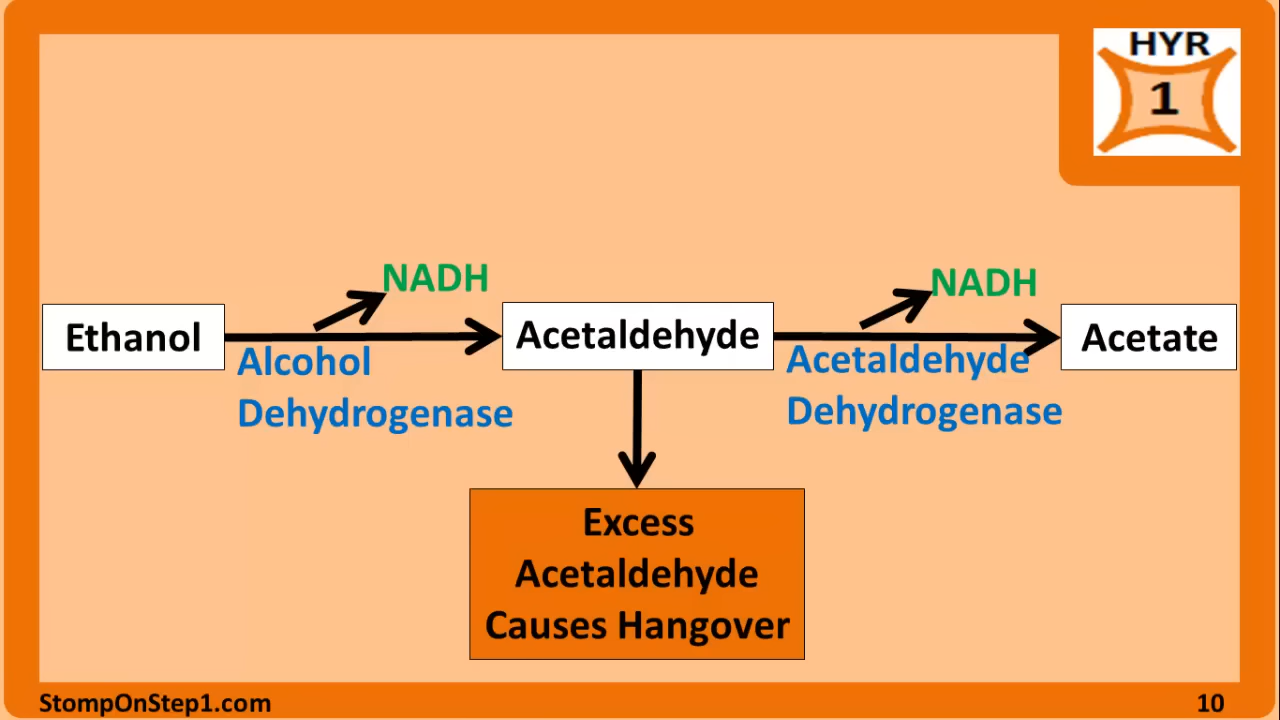 HYR
1
NADH
NADH
Ethanol
Acetaldehyde
Acetate
Alcohol
Dehydrogenase
Acetaldehyde
Dehydrogenase
Excess
Acetaldehyde
Causes Hangover
StompOnStep1.com
10